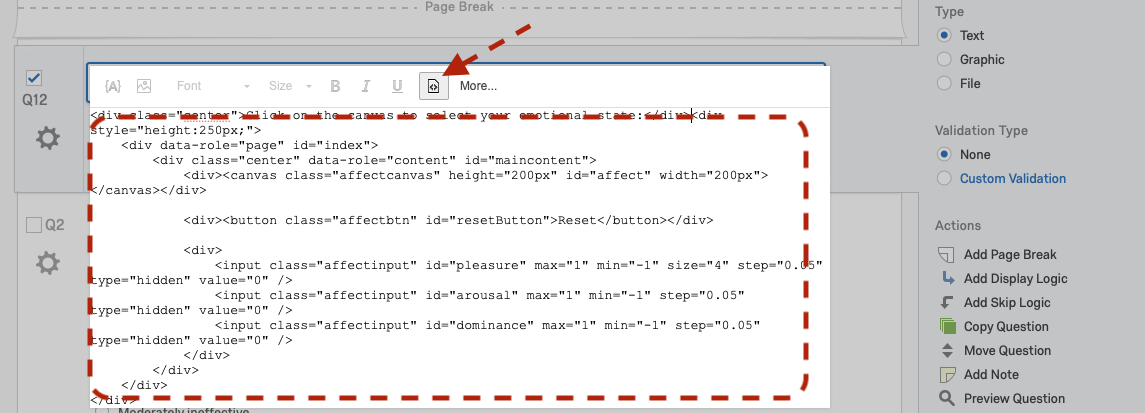 Page Break
Type
Text
Graphic
File
Validation Type
None
Custom Validation
Actions
Add Page Break
Add Display Logic
Add Skip Logic
Copy Question
Move Question
Add Note
Preview Question
Q12
Q2
{A} Font Size B I U More...
<div class="center">Click on the canvas to select your emotional state:</div><div
style="height:250px;">
<div data-role="page" id="index">
<div class="center" data-role="content" id="maincontent">
<div><canvas class="affectcanvas" height="200px" id="affect" width="200px">
</canvas></div>
<div><button class="affectbtn" id="resetButton">Reset</button></div>
<div>
<input class="affectinput" id="pleasure" max="1" min="-1" size="4" step="0.05"
type="hidden" value="0" />
<input class="affectinput" id="arousal" max="1" min="-1" step="0.05"
type="hidden" value="0" />
<input class="affectinput" id="dominance" max="1" min="-1" step="0.05"
type="hidden" value="0" />
</div>
</div>
</div>
</div>
Moderately ineffective